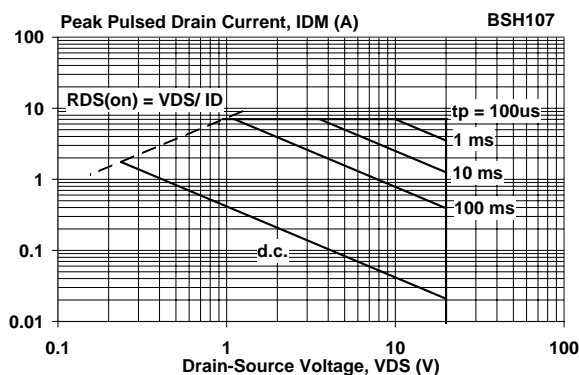 Peak Pulsed Drain Current, IDM (A) BSH107
100
RDS(on) = VDS/ ID
tp = 100us
10
1 ms
10 ms
1
100 ms
d.c.
0.1
0.01
0.1 1 10 100
Drain-Source Voltage, VDS (V)